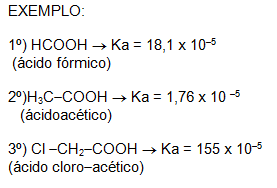 EXEMPLO:
1º) HCOOH → Ka = 18,1 x 10⁻⁵
(ácido fórmico)
2º)H₃C–COOH → Ka = 1,76 x 10 ⁻⁵
(ácidoacético)
3º) Cl –CH₂–COOH → Ka = 155 x 10⁻⁵
(ácido cloro–acético)